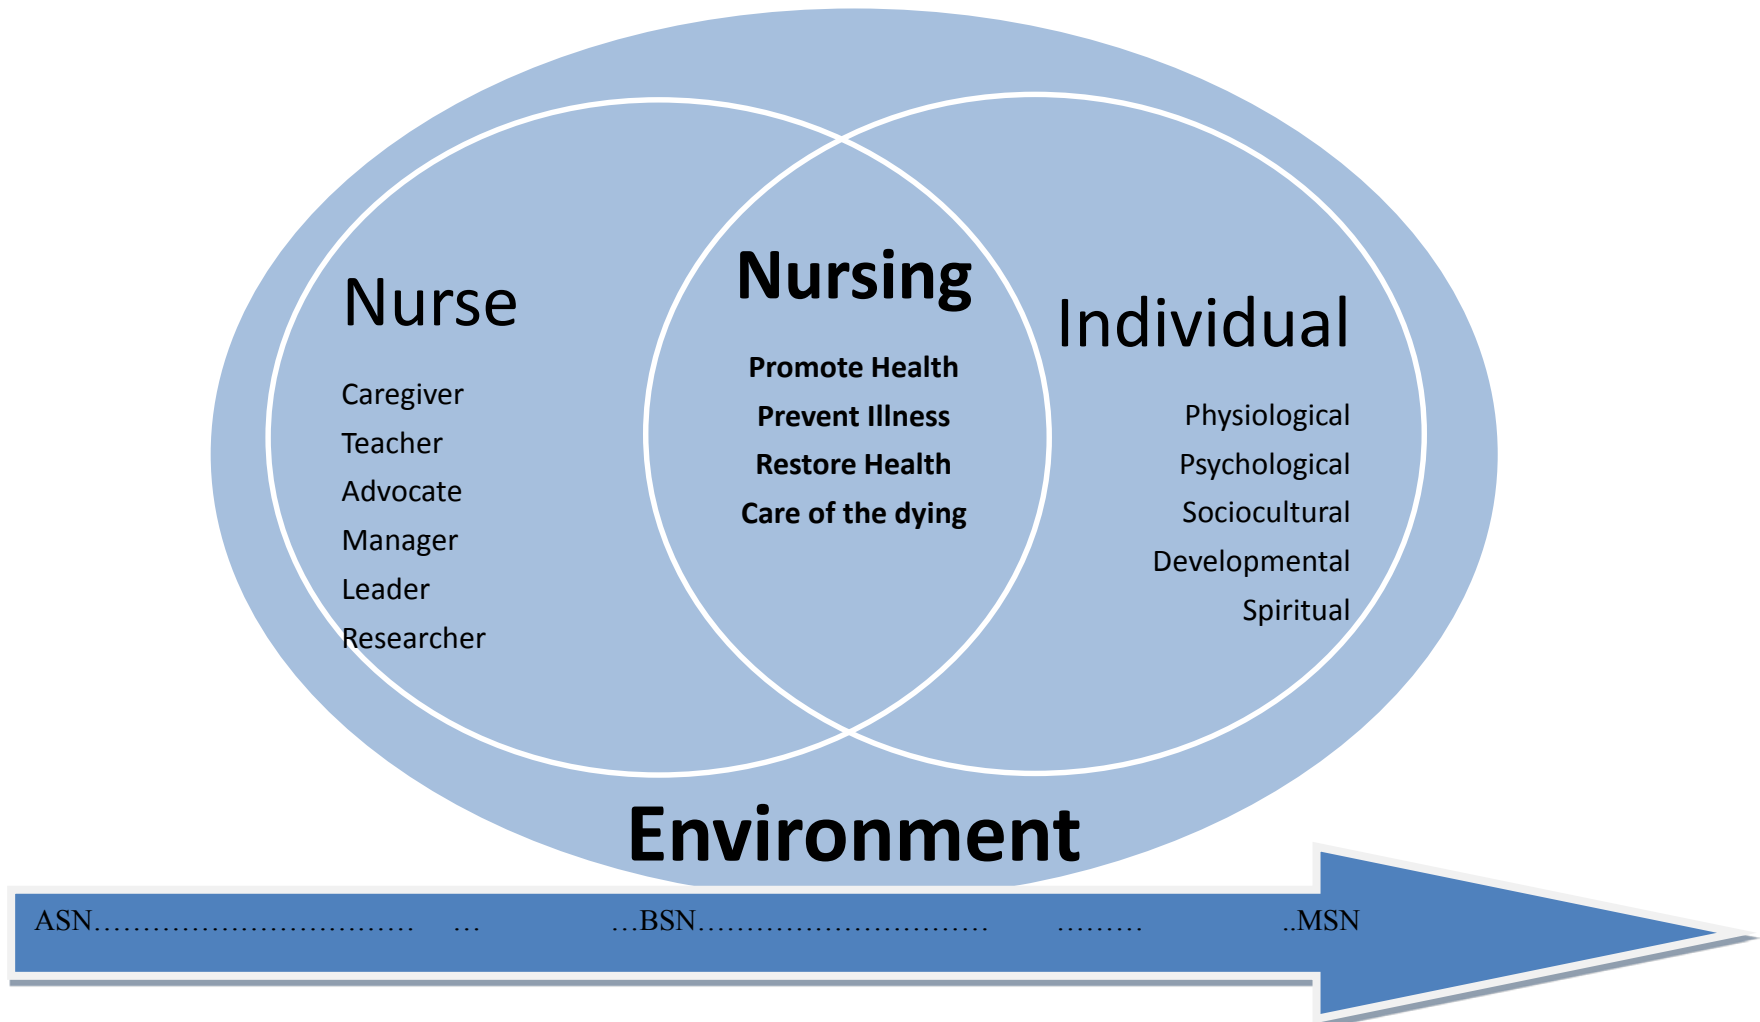 Nurse
Caregiver
Teacher
Advocate
Manager
Leader
Researcher
Nursing
Promote Health
Prevent Illness
Restore Health
Care of the dying
Individual
Physiological
Psychological
Sociocultural
Developmental
Spiritual
Environment
ASN................................. ... ...BSN.............................. ......... ..MSN